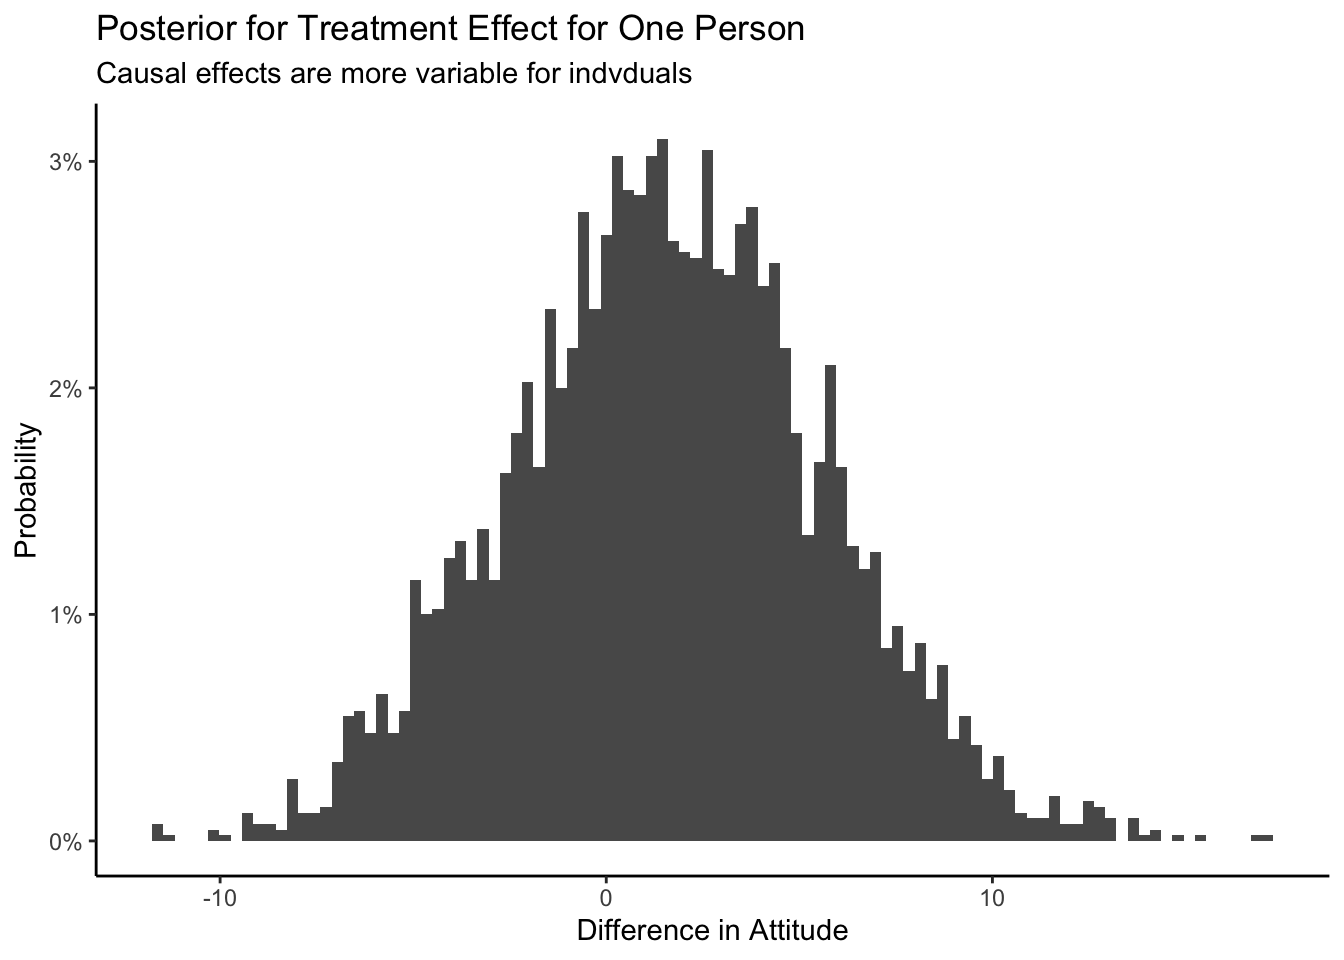 Posterior for Treatment Effect for One Person
Causal effects are more variable for indvduals
3%
2%
1%
0%
Probability
-10
0
10
Difference in Attitude